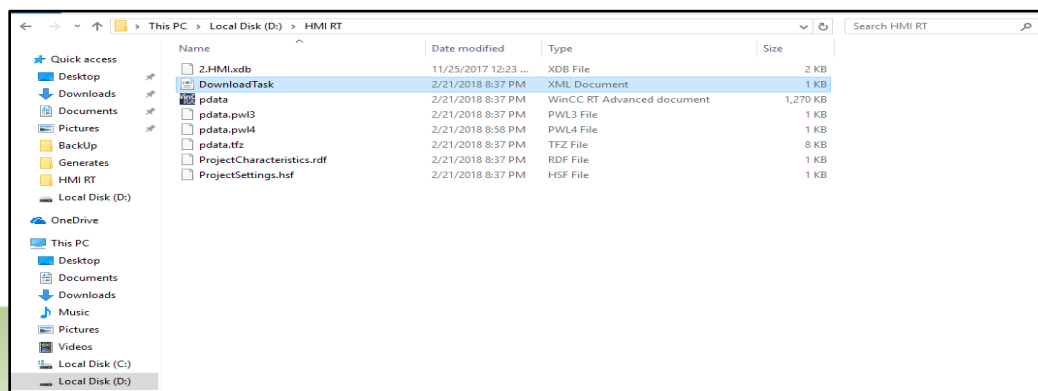 This PC > Local Disk (D:) > HMI RT
Search HMI RT
Name Date modified Type Size
2.HMI.xdb 11/25/2017 12:23 ... XDB File 2 KB
DownloadTask 2/21/2018 8:37 PM XML Document 1 KB
pdata 2/21/2018 8:37 PM WinCC RT Advanced document 1,270 KB
pdata.pwl3 2/21/2018 8:37 PM PWL3 File 1 KB
pdata.pwl4 2/21/2018 8:58 PM PWL4 File 1 KB
pdata.tfz 2/21/2018 8:37 PM TFZ File 8 KB
ProjectCharacteristics.rdf 2/21/2018 8:37 PM RDF File 1 KB
ProjectSettings.hsf 2/21/2018 8:37 PM HSF File 1 KB
Quick access
Desktop
Downloads
Documents
Pictures
BackUp
Generates
HMI RT
Local Disk (D:)
OneDrive
This PC
Desktop
Documents
Downloads
Music
Pictures
Videos
Local Disk (C:)
Local Disk (D:)